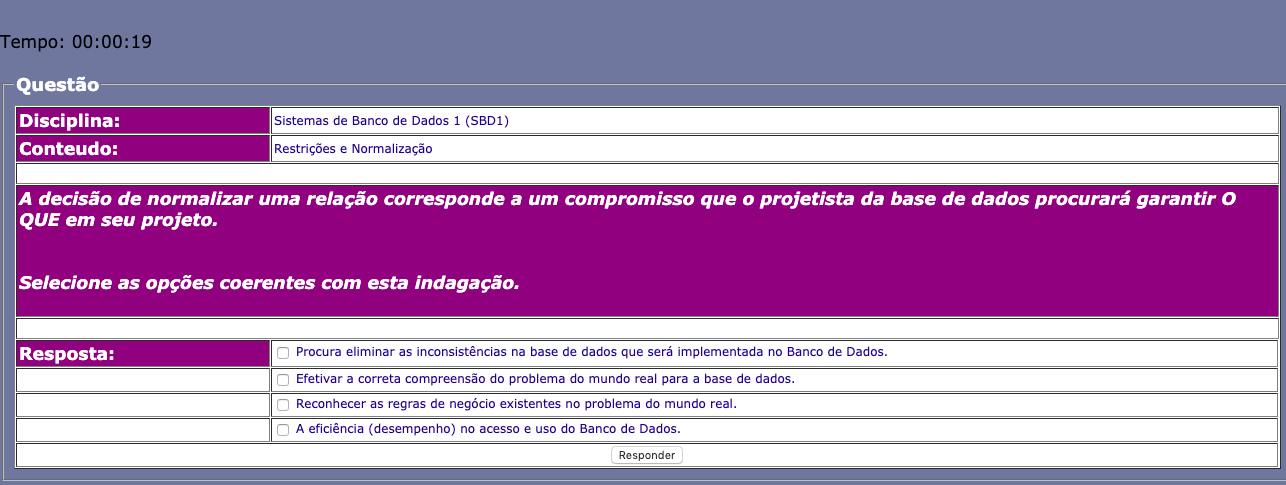 Tempo: 00:00:19
Questão
Disciplina: Sistemas de Banco de Dados 1 (SBD1)
Conteudo: Restrições e Normalização
A decisão de normalizar uma relação corresponde a um compromisso que o projetista da base de dados procurará garantir O
QUE em seu projeto.
Selecione as opções coerentes com esta indagação.
Resposta: Procura eliminar as inconsistências na base de dados que será implementada no Banco de Dados.
Efetivar a correta compreensão do problema do mundo real para a base de dados.
Reconhecer as regras de negócio existentes no problema do mundo real.
A eficiência (desempenho) no acesso e uso do Banco de Dados.
Responder